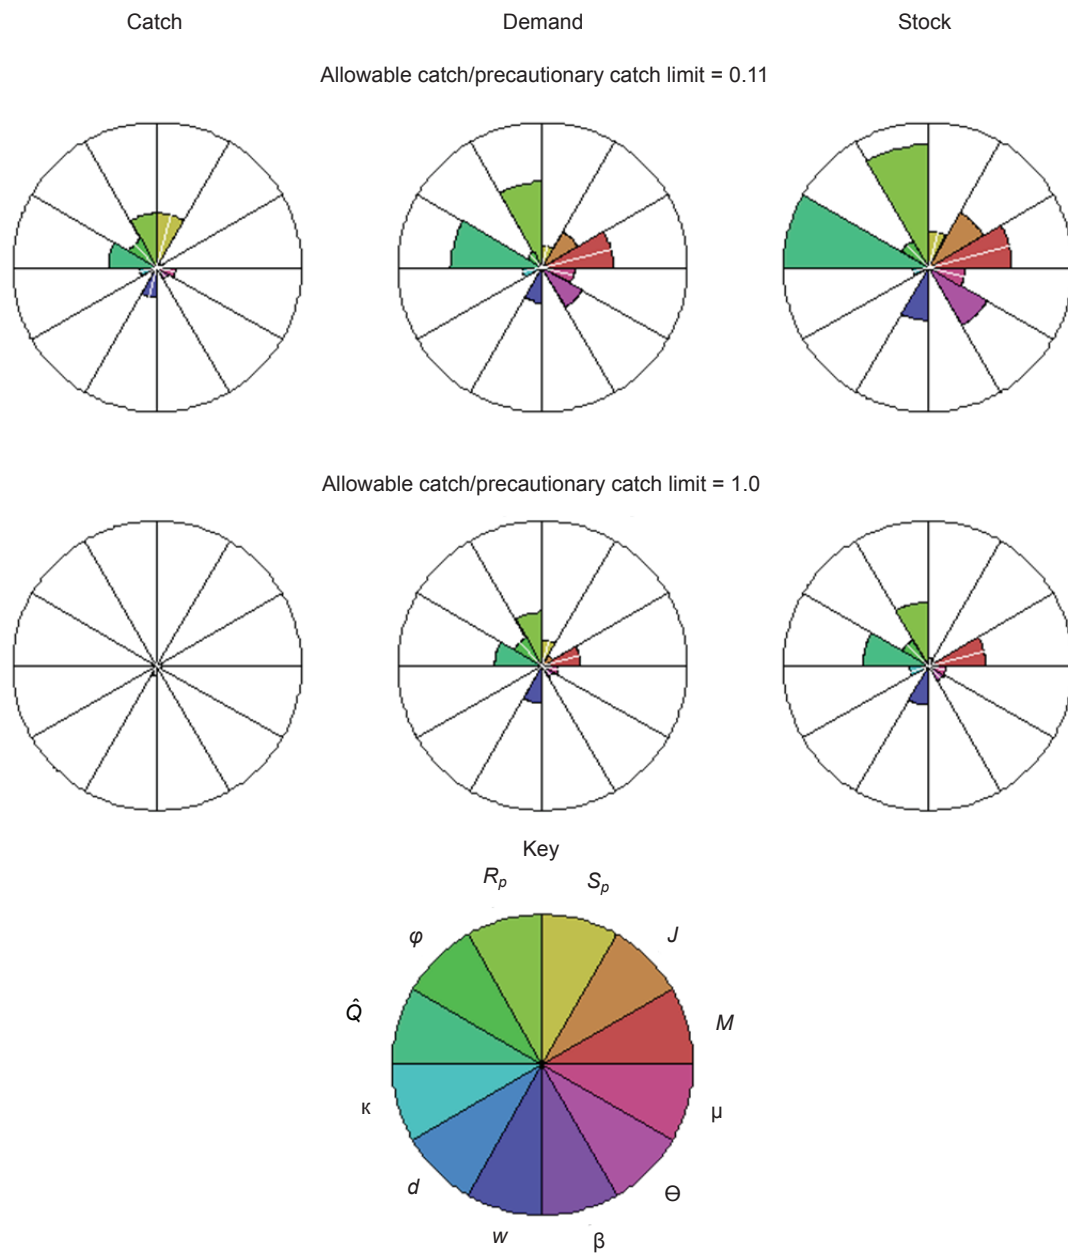 Catch Demand Stock
Allowable catch/precautionary catch limit = 0.11
Allowable catch/precautionary catch limit = 1.0
Key
Rₚ Sₚ
φ J
Q̂ M
κ μ
d Θ
w β